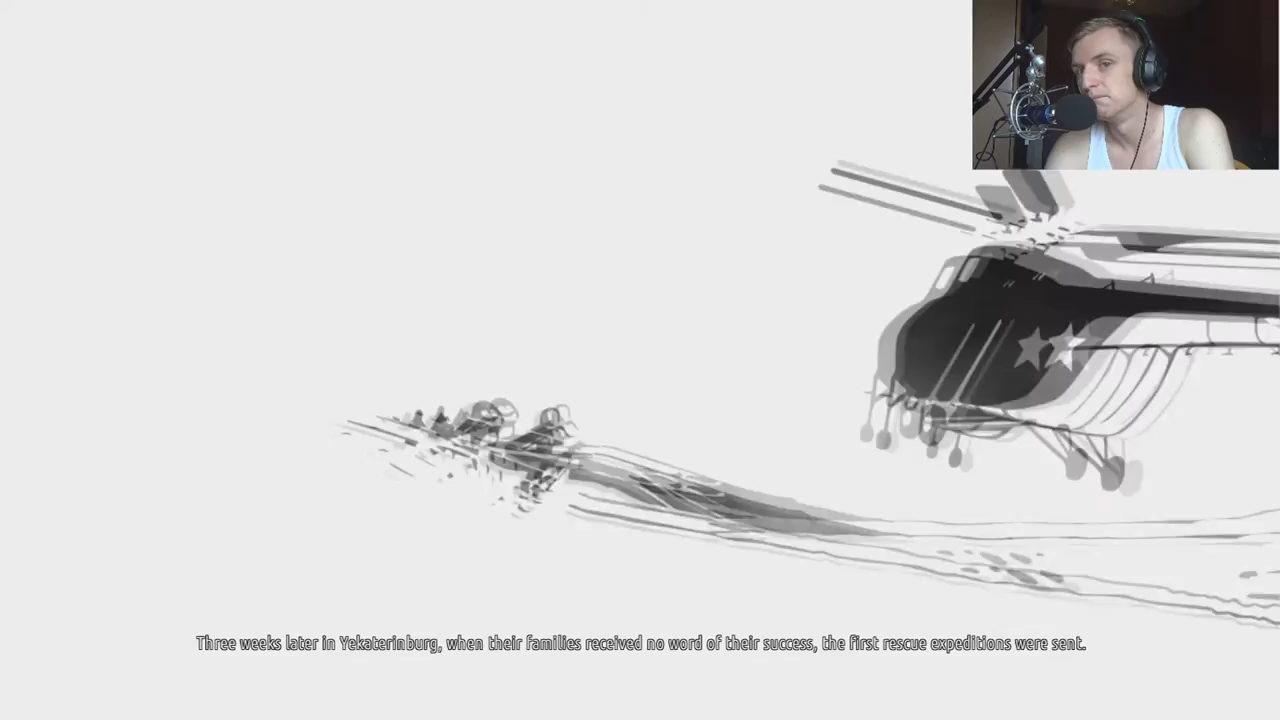 Three weeks later in Yekaterinburg, when their families received no word of their success, the first rescue expeditions were sent.